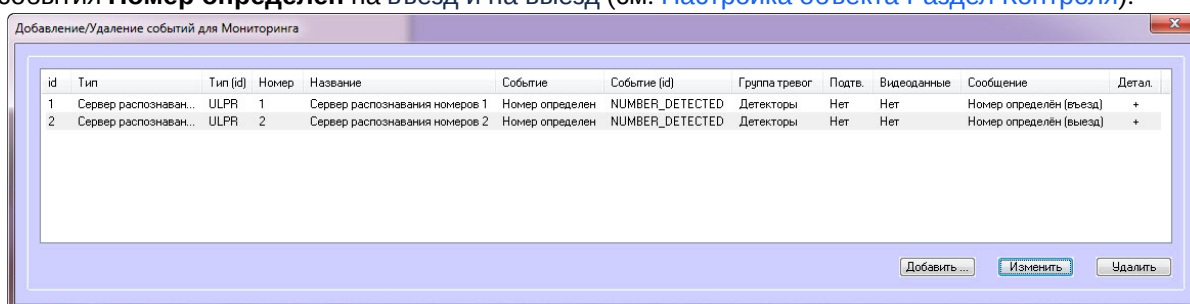 события Номер определен на въезд и на выезд (см. Настройка объекта Раздел Контроля).
Добавление/Удаление событий для Мониторинга
id Тип Тип (id) Номер Название Событие Событие (id) Группа тревог Подтв. Видеоданные Сообщение Детал.
1 Сервер распознаван... ULPR 1 Сервер распознавания номеров 1 Номер определен NUMBER_DETECTED Детекторы Нет Нет Номер определён (въезд) +
2 Сервер распознаван... ULPR 2 Сервер распознавания номеров 2 Номер определен NUMBER_DETECTED Детекторы Нет Нет Номер определён (выезд) +
Добавить ... Изменить Удалить